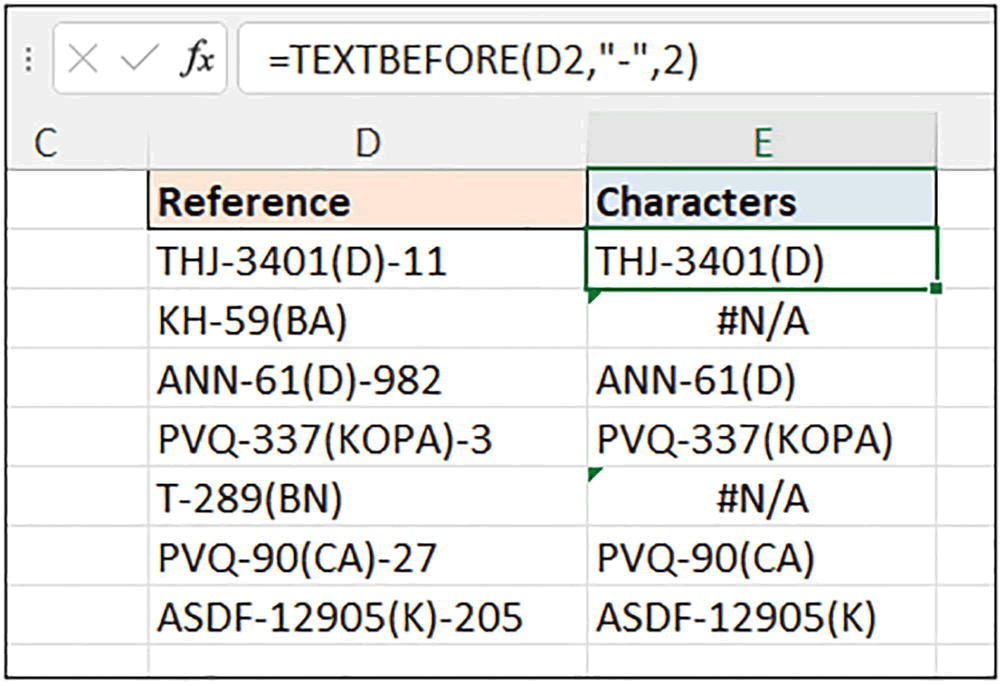 fx =TEXTBEFORE(D2,"-",2)
C D E
Reference Characters
THJ-3401(D)-11 THJ-3401(D)
KH-59(BA) #N/A
ANN-61(D)-982 ANN-61(D)
PVQ-337(KOPA)-3 PVQ-337(KOPA)
T-289(BN) #N/A
PVQ-90(CA)-27 PVQ-90(CA)
ASDF-12905(K)-205 ASDF-12905(K)